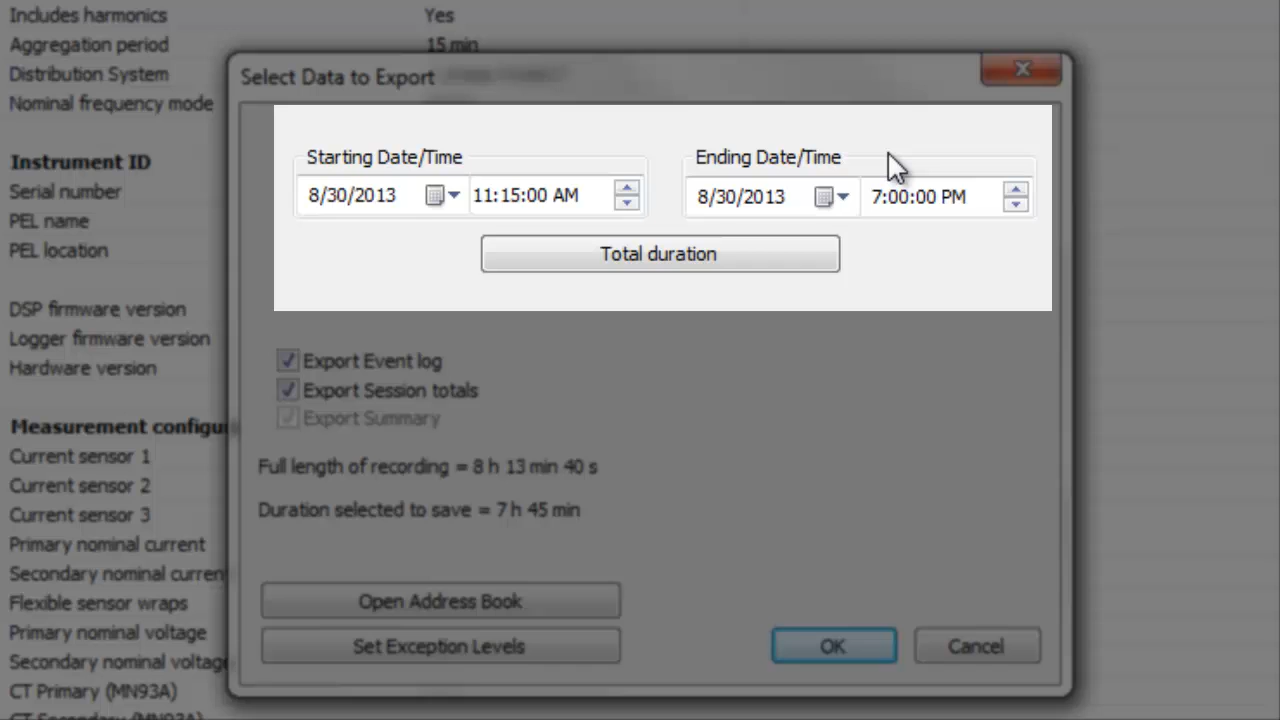 Includes harmonics Yes
Aggregation period 15 min
Distribution System
Nominal frequency mode
Instrument ID
Serial number
PEL name
PEL location
DSP firmware version
Logger firmware version
Hardware version
Measurement configu
Current sensor 1
Current sensor 2
Current sensor 3
Primary nominal current
Secondary nominal curren
Flexible sensor wraps
Primary nominal voltage
Secondary nominal voltage
CT Primary (MN93A)
CT Secondary (MN93A)
Select Data to Export
Starting Date/Time Ending Date/Time
8/30/2013 11:15:00 AM 8/30/2013 7:00:00 PM
Total duration
Export Event log
Export Session totals
Export Summary
Full length of recording = 8 h 13 min 40 s
Duration selected to save = 7 h 45 min
Open Address Book
Set Exception Levels OK Cancel